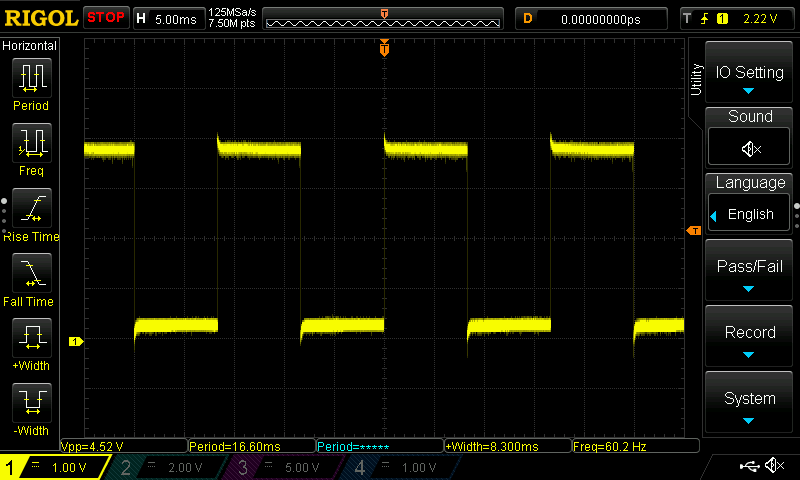 RIGOL STOP H 5.00ms 125MSa/s 7.50M pts T D 0.00000000ps T 1 2.22 V
Horizontal
Period
Freq
Rise Time
Fall Time
+Width
-Width
T
T
1
Utility
IO Setting
Sound
Language
English
Pass/Fail
Record
System
Vpp=4.52 V Period=16.60ms Period=***** +Width=8.300ms Freq=60.2 Hz
1 1.00 V 2 2.00 V 3 5.00 V 4 1.00 V